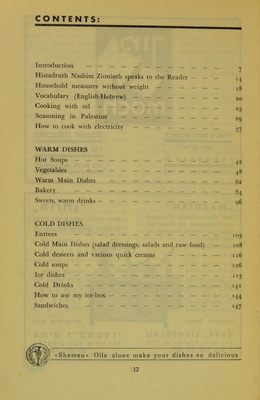 CONTENTS:
Introduction — — — — — — — — 7
Histadruth Nashim Zionioth speaks to the Reader — — — 14
Household measures without weight — — — — 18
Vocabulary (English-Hebrew) — — — — — 20
Cooking with oil — — — — — — — 25
Seasoning in Palestine — — — — — — 29
How to cook with electricity — — — — — 37
WARM DISHES
Hot Soups — — — — — — — — 42
Vegetables — — — — — — — — 48
Warm Main Dishes — — — — — — 62
Bakery — — — — — — — — 84
Sweets, warm drinks — — — — — — 96
COLD DISHES
Entrees — — — — — — — — 103
Cold Main Dishes (salad dressings, salads and raw food) — — 108
Cold desserts and various quick creams — — — — 116
Cold soups — — — — — — — 126
Ice dishes — — — — — — — 113
Cold Drinks — — — — — — — 141
How to use my ice-box — — — — — — 144
Sandwiches — — — — — — — 147
«Shemen» Oils alone make your dishes so delicious
12